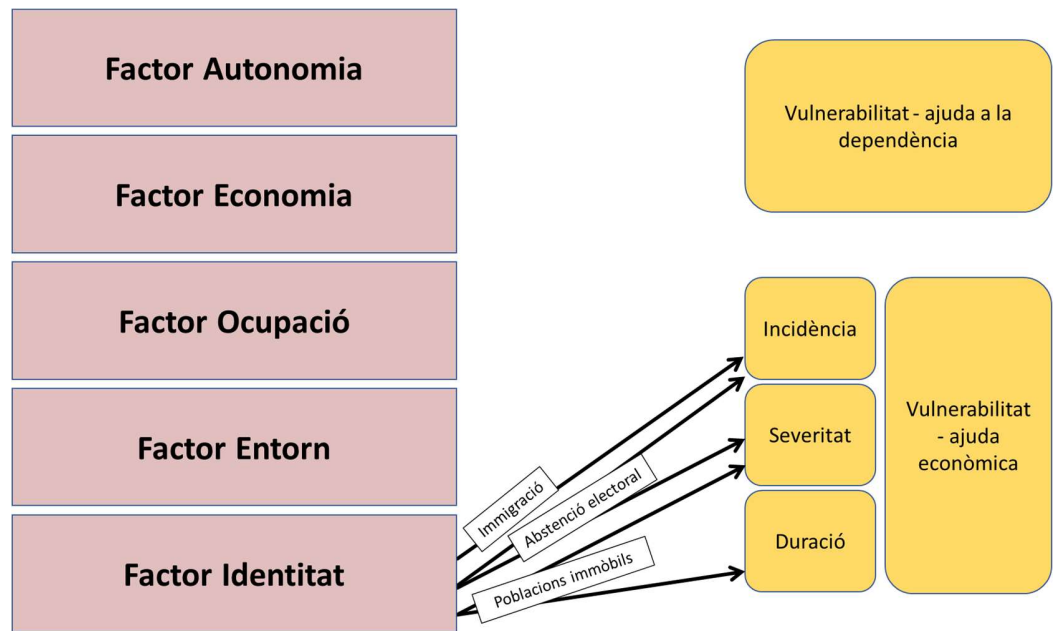 Factor Autonomia
Factor Economia
Factor Ocupació
Factor Entorn
Factor Identitat
Immigració
Abstenció electoral
Poblacions immòbils
Vulnerabilitat - ajuda a la
dependència
Incidència
Severitat
Duració
Vulnerabilitat
- ajuda
econòmica